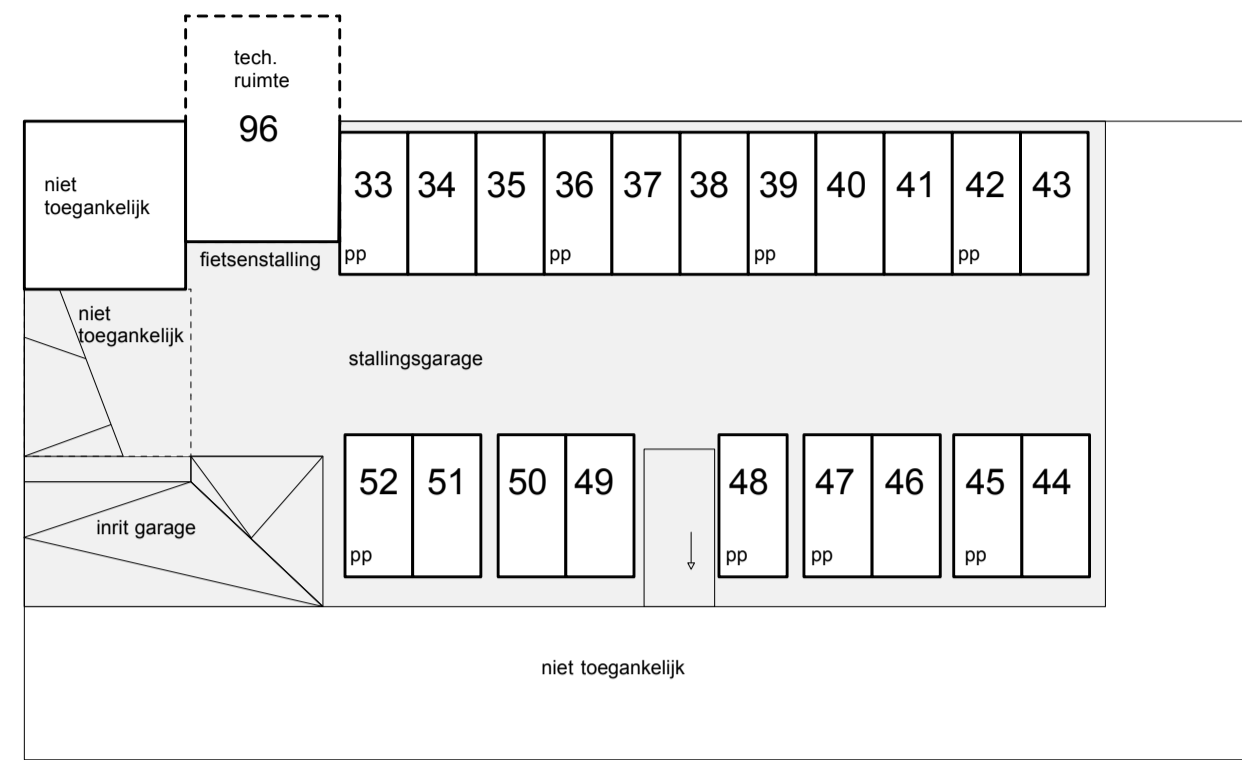 tech.
ruimte
96
niet
toegankelijk
33 34 35 36 37 38 39 40 41 42 43
pp pp pp pp
fietsenstalling
niet
toegankelijk
stallingsgarage
52 51 50 49 48 47 46 45 44
inrit garage
pp pp pp pp
niet toegankelijk